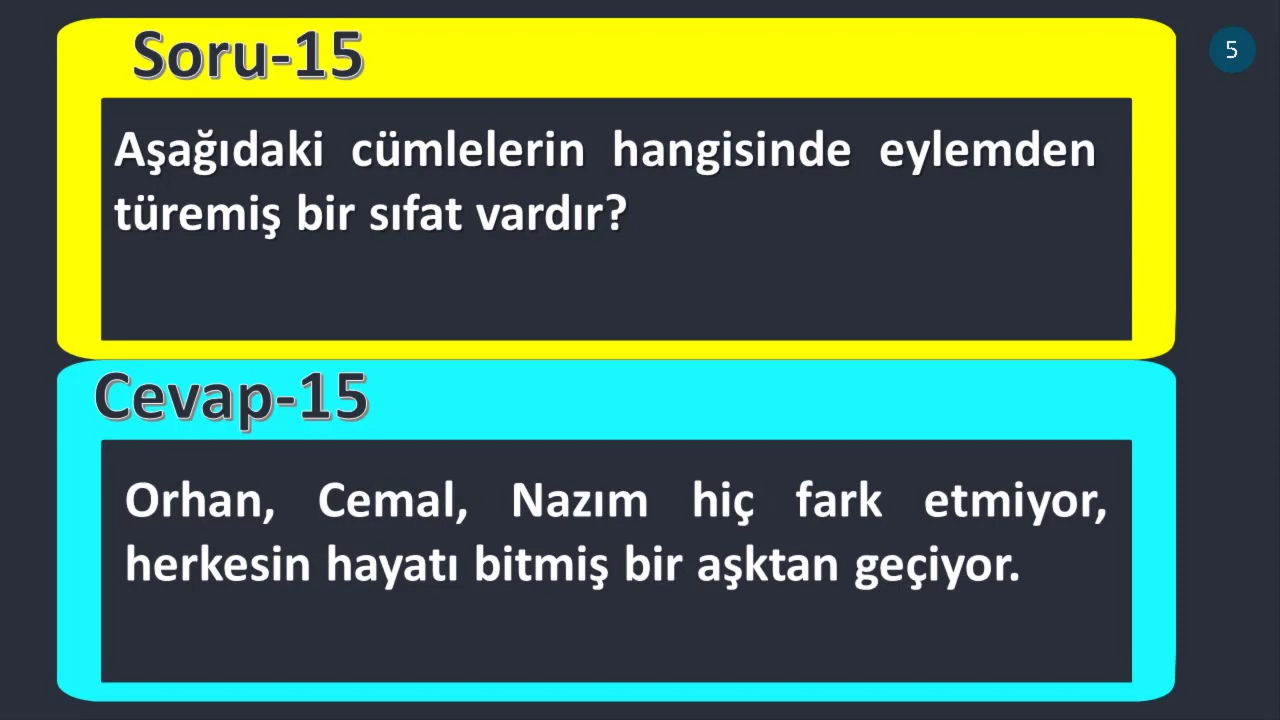 Soru-15
5
Aşağıdaki cümlelerin hangisinde eylemden
türemiş bir sıfat vardır?
Cevap-15
Orhan, Cemal, Nazım hiç fark etmiyor,
herkesin hayatı bitmiş bir aşktan geçiyor.